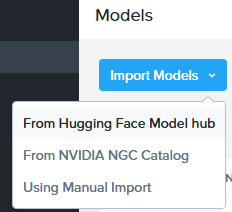 Models
Import Models
From Hugging Face Model hub
From NVIDIA NGC Catalog
Using Manual Import
N